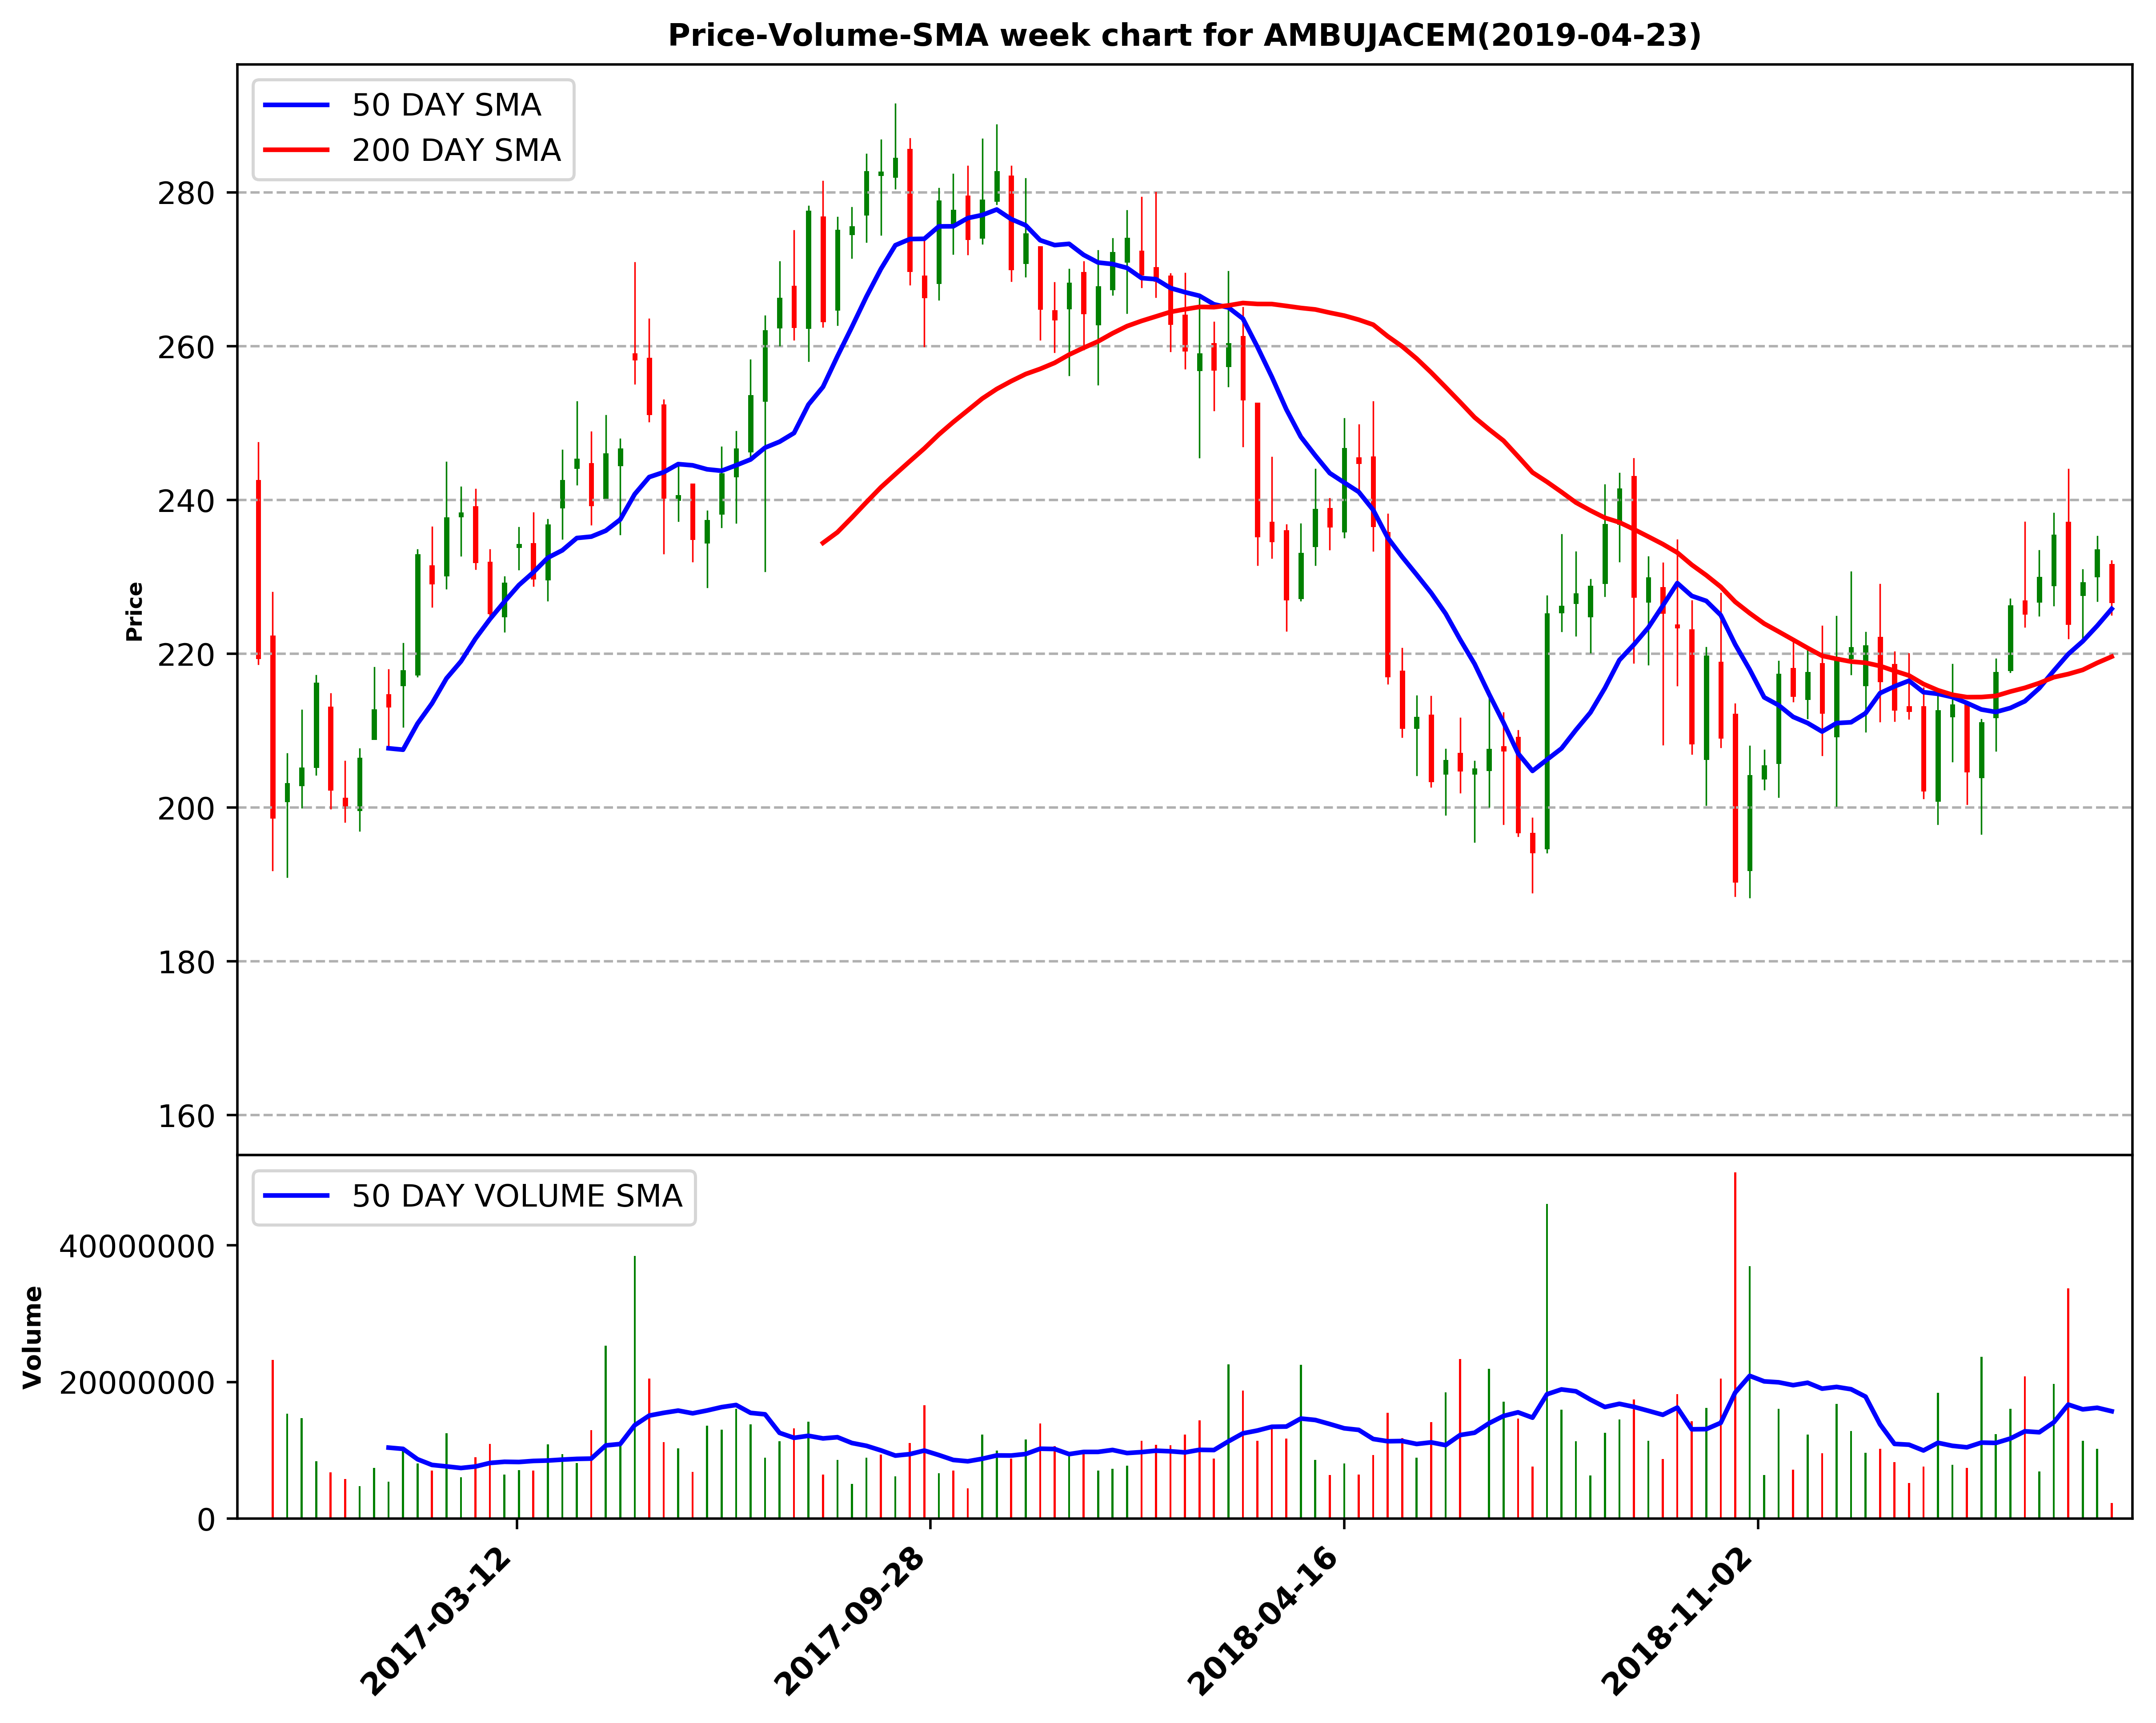 Price-Volume-SMA week chart for AMBUJACEM(2019-04-23)
50 DAY SMA
200 DAY SMA
280
260
240
220
200
180
160
Price
50 DAY VOLUME SMA
40000000
20000000
0
Volume
2017-03-12
2017-09-28
2018-04-16
2018-11-02